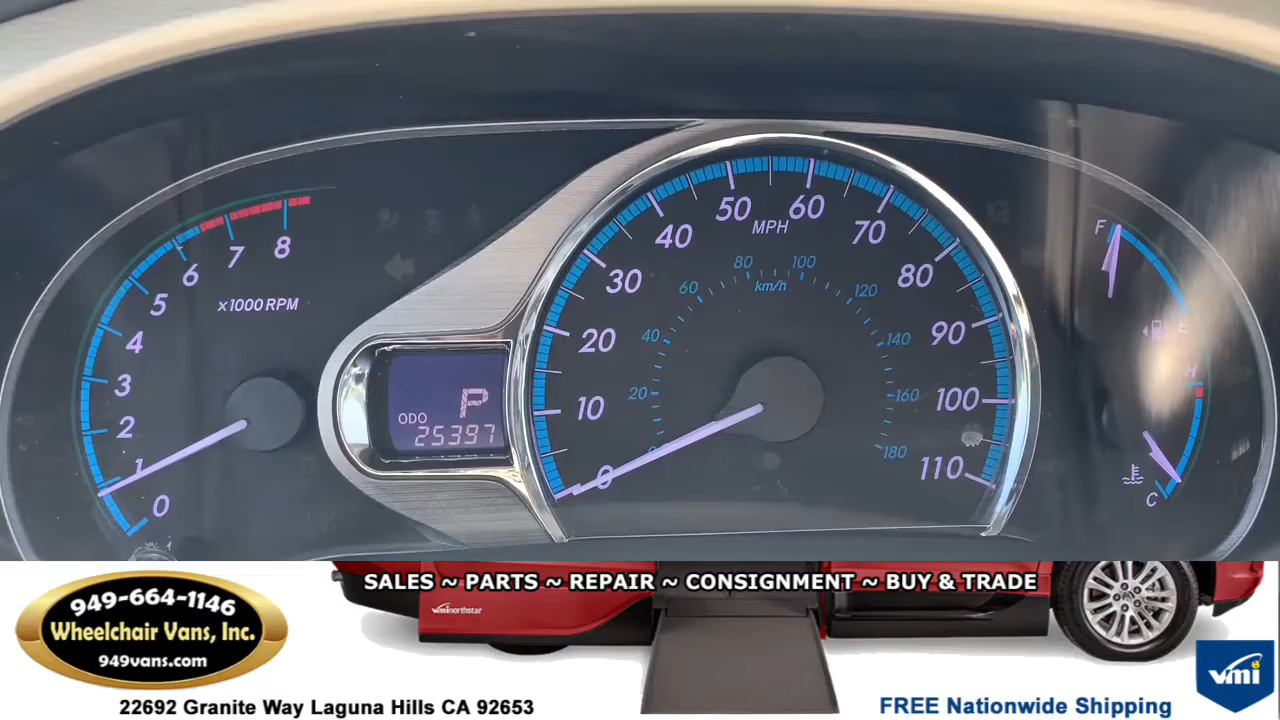 8
7
6
5
4
3
2
1
0
x1000 RPM
P
ODO
25397
0
10
20
30
40
50
60
70
80
90
100
110
MPH
20
40
60
80
100
120
140
160
180
km/h
F
E
H
C
SALES ~ PARTS ~ REPAIR ~ CONSIGNMENT ~ BUY & TRADE
949-664-1146
Wheelchair Vans, Inc.
949vans.com
vmi northstar
vmi
22692 Granite Way Laguna Hills CA 92653
FREE Nationwide Shipping